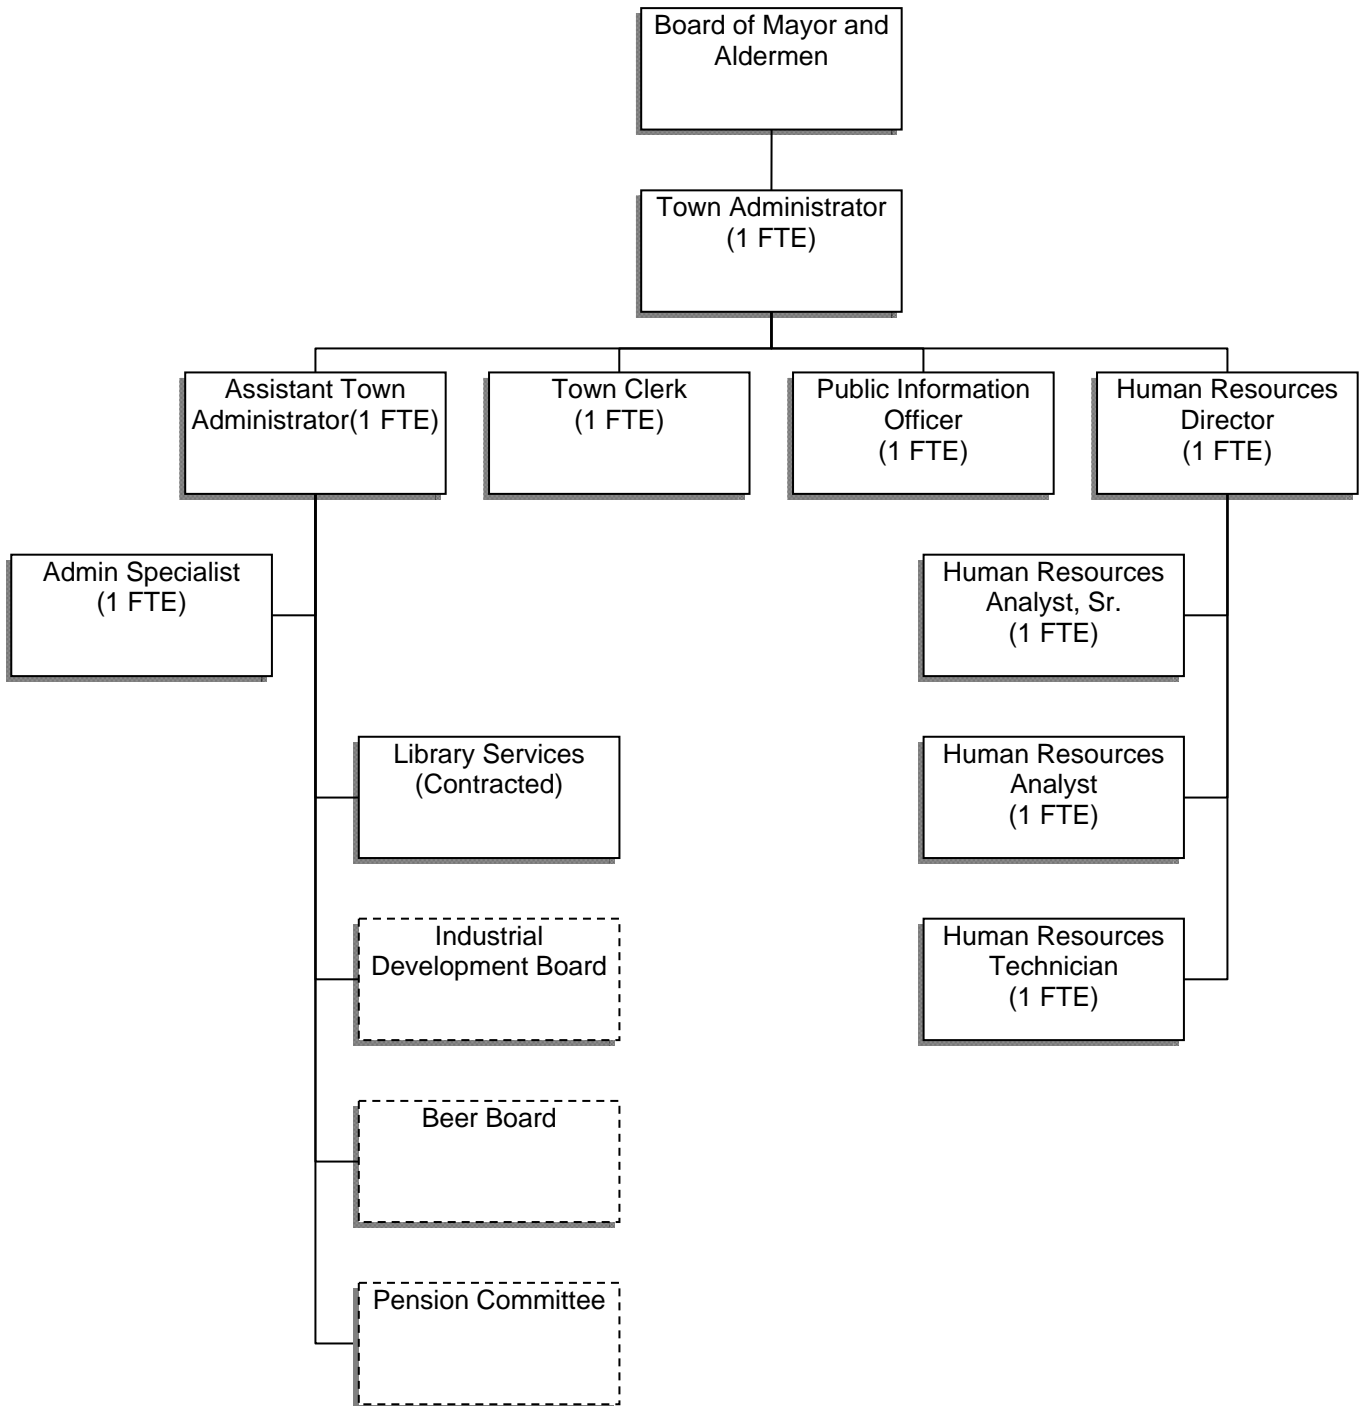 Board of Mayor and
Aldermen
Town Administrator
(1 FTE)
Assistant Town
Administrator(1 FTE)
Town Clerk
(1 FTE)
Public Information
Officer
(1 FTE)
Human Resources
Director
(1 FTE)
Admin Specialist
(1 FTE)
Human Resources
Analyst, Sr.
(1 FTE)
Library Services
(Contracted)
Human Resources
Analyst
(1 FTE)
Industrial
Development Board
Human Resources
Technician
(1 FTE)
Beer Board
Pension Committee